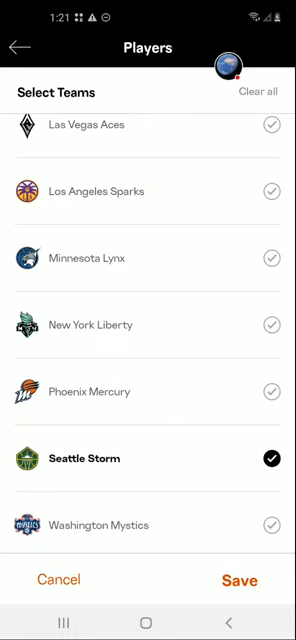 1:21
Players
Select Teams
Clear all
Las Vegas Aces
Los Angeles Sparks
Minnesota Lynx
New York Liberty
Phoenix Mercury
Seattle Storm
MYSTICS
Washington Mystics
Cancel
Save